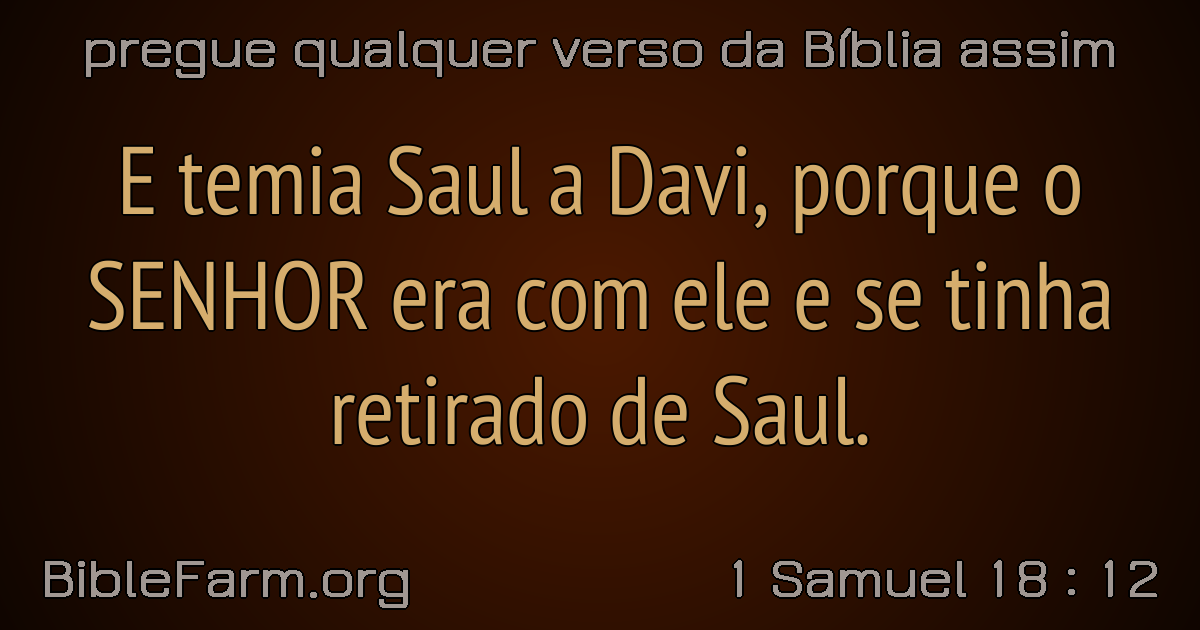 pregue qualquer verso da Bíblia assim
E temia Saul a Davi, porque o
SENHOR era com ele e se tinha
retirado de Saul.
BibleFarm.org
1 Samuel 18 : 12